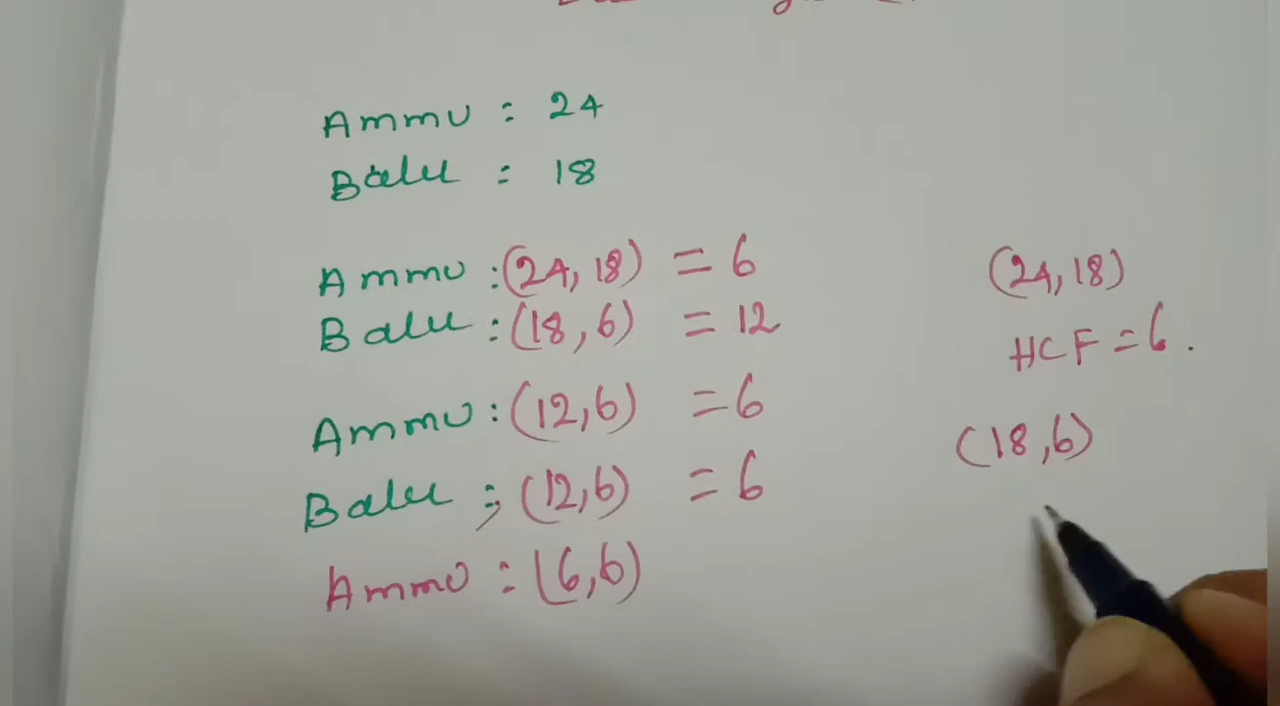 Ammu : 24
Balu : 18
Ammu :(24, 18) = 6
Balu :(18, 6) = 12
Ammu :(12,6) = 6
Balu ; (12,6) = 6
Ammu : (6,6)
(24, 18)
HCF = 6 .
(18, 6)